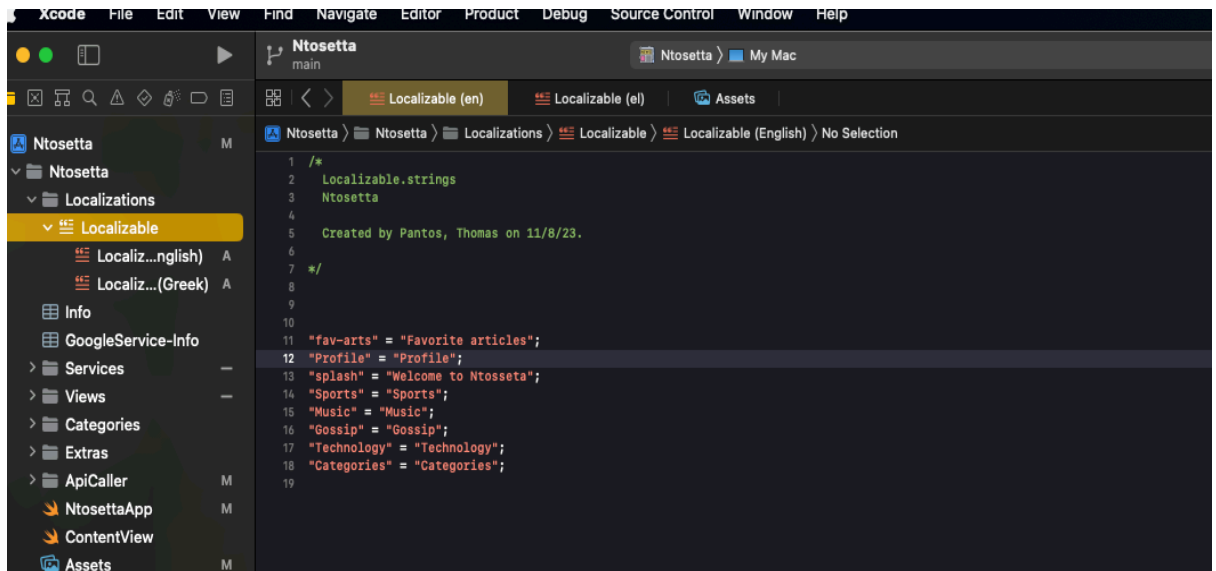 Xcode File Edit View Find Navigate Editor Product Debug Source Control Window Help
Ntosetta
main
Ntosetta 〉 My Mac
Localizable (en) Localizable (el) Assets
Ntosetta 〉 Ntosetta 〉 Localizations 〉 Localizable 〉 Localizable (English) 〉 No Selection
Ntosetta M
Ntosetta
Localizations
Localizable
Localiz...nglish) A
Localiz...(Greek) A
Info
GoogleService-Info
Services
Views
Categories
Extras
ApiCaller M
NtosettaApp M
ContentView
Assets M
1 /*
2 Localizable.strings
3 Ntosetta
4
5 Created by Pantos, Thomas on 11/8/23.
6
7 */
8
9
10
11 "fav-arts" = "Favorite articles";
12 "Profile" = "Profile";
13 "splash" = "Welcome to Ntosseta";
14 "Sports" = "Sports";
15 "Music" = "Music";
16 "Gossip" = "Gossip";
17 "Technology" = "Technology";
18 "Categories" = "Categories";
19